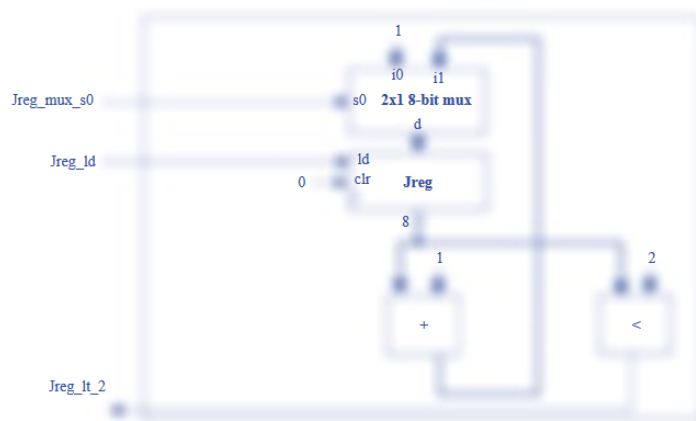 1
i0 i1
Jreg_mux_s0
s0 2x1 8-bit mux
d
Jreg_ld
ld
0
clr
Jreg
8
1
2
+
<
Jreg_lt_2